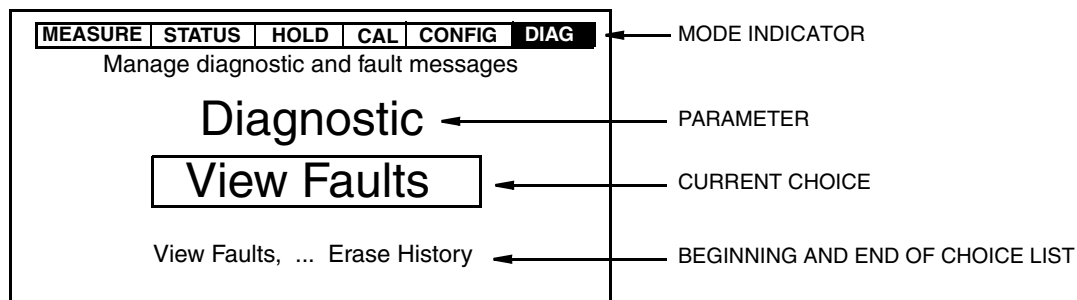 MEASURE STATUS HOLD CAL CONFIG DIAG MODE INDICATOR
Manage diagnostic and fault messages
Diagnostic PARAMETER
View Faults CURRENT CHOICE
View Faults, ... Erase History BEGINNING AND END OF CHOICE LIST